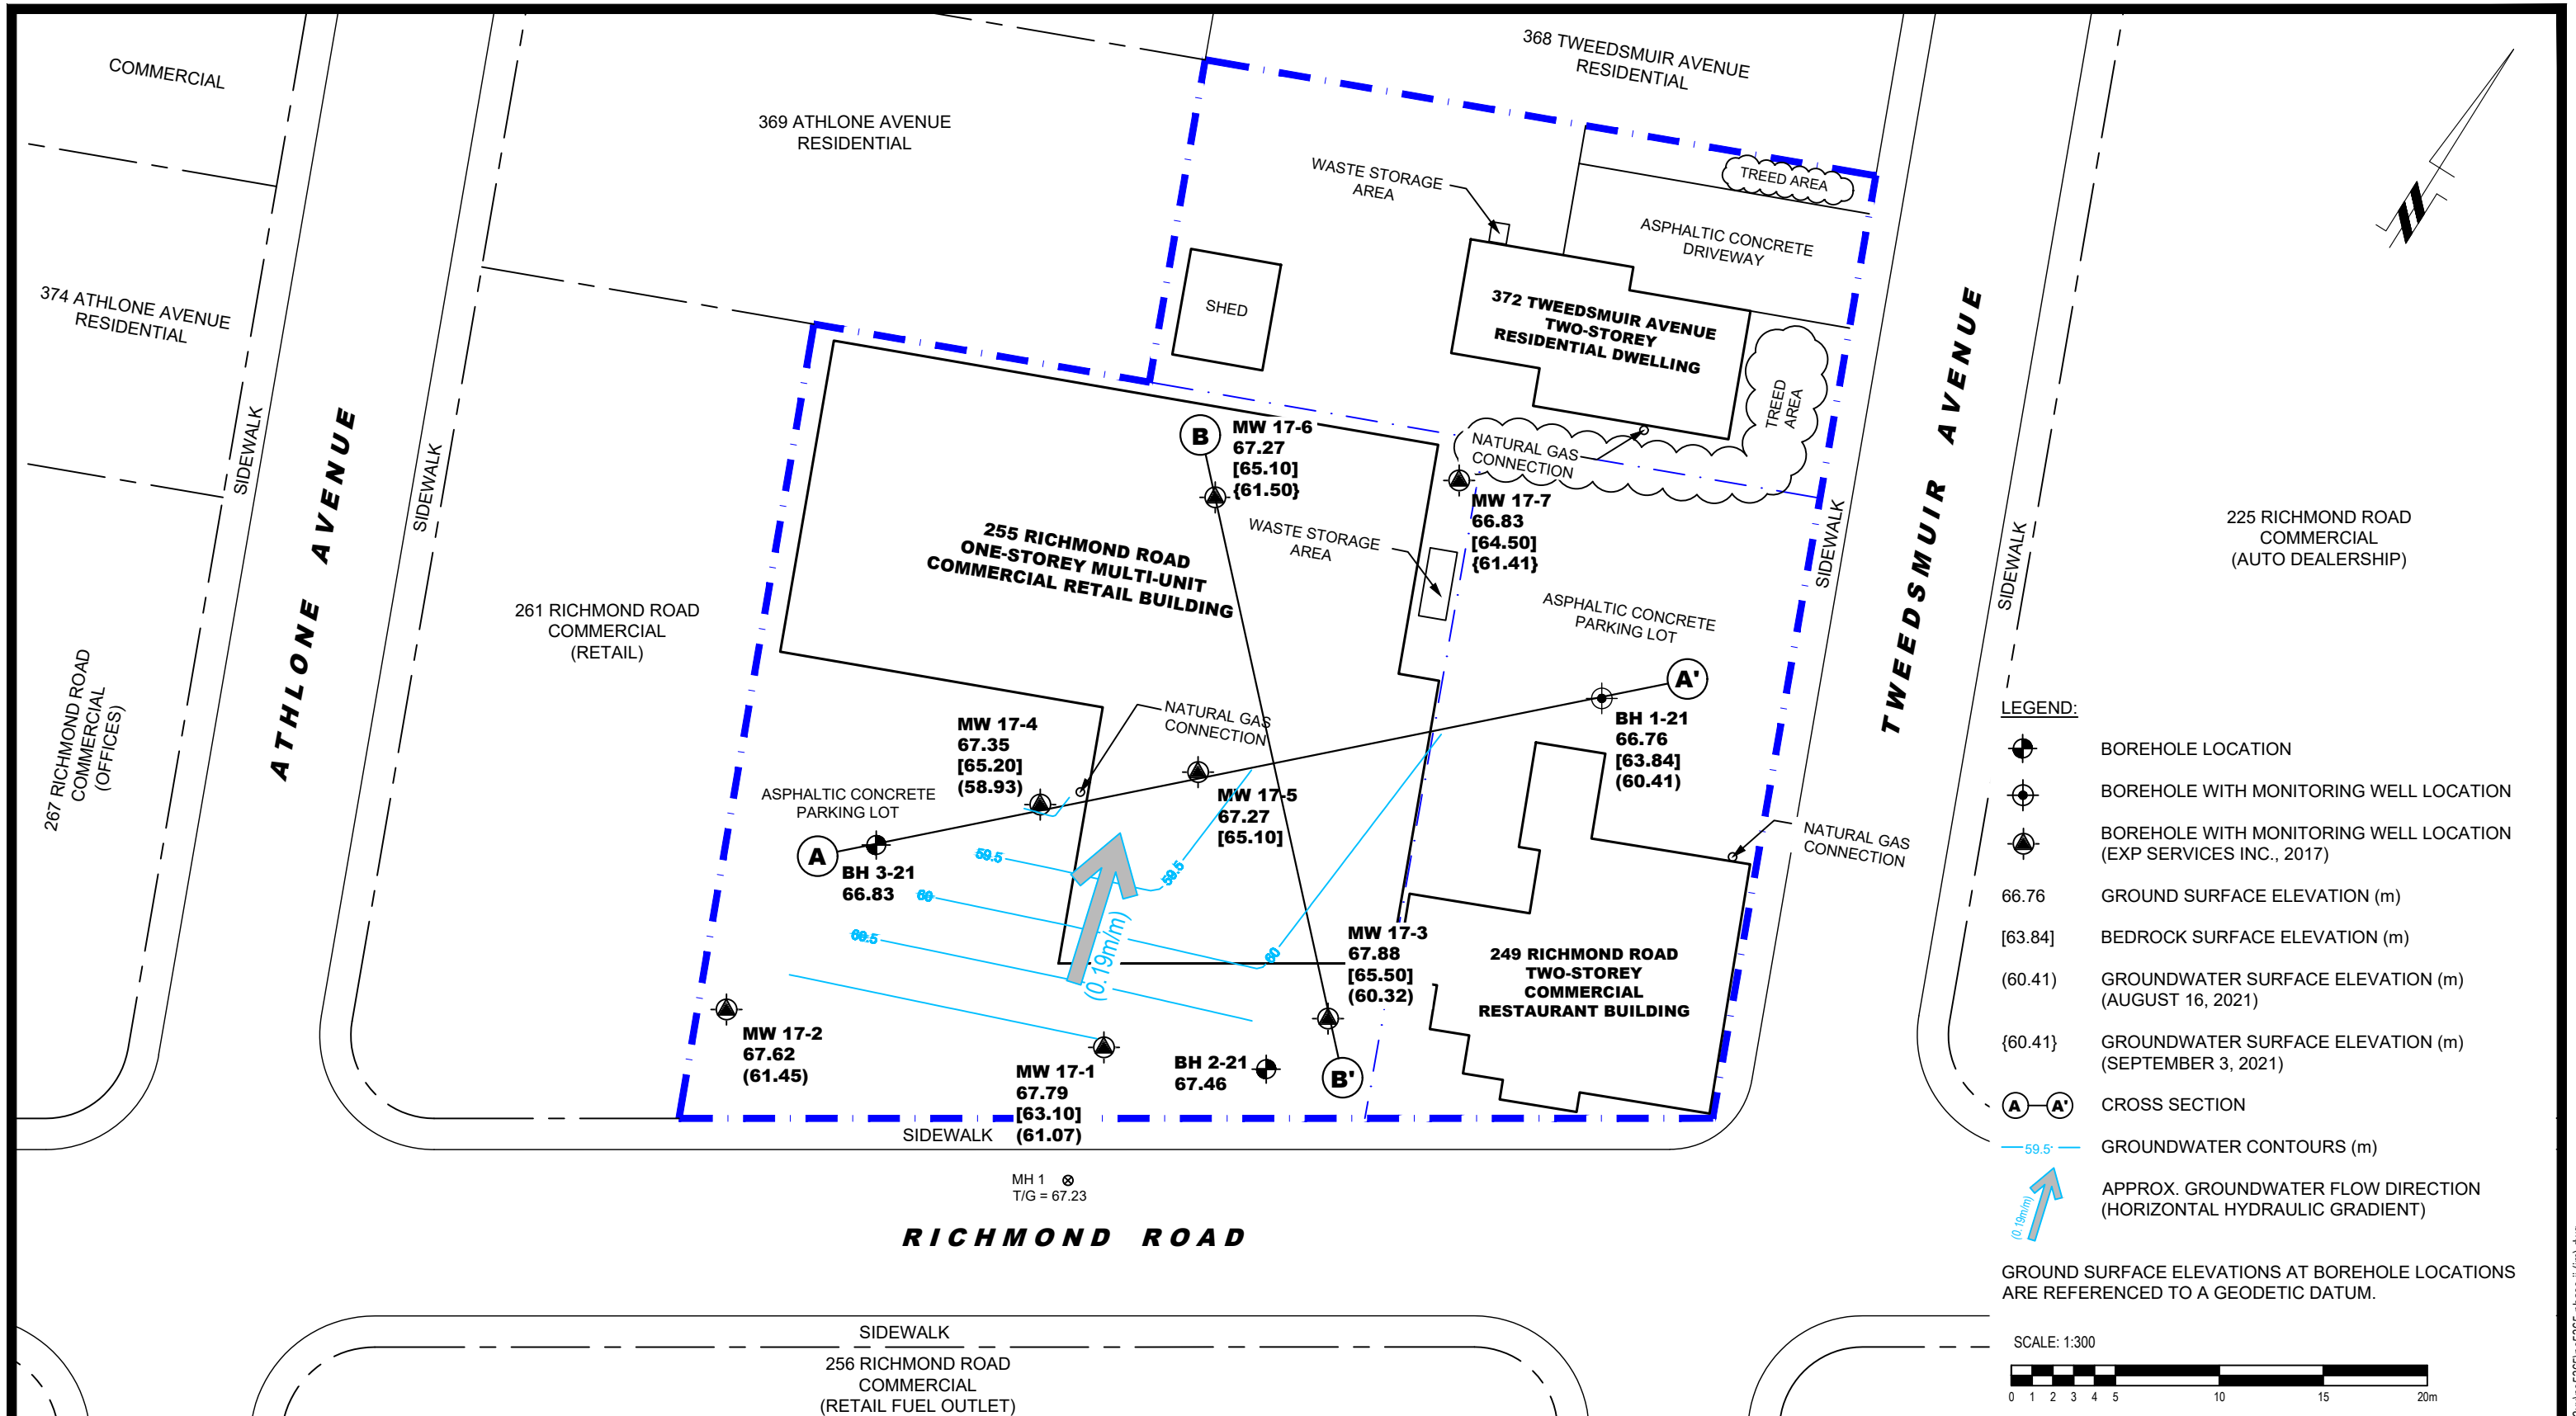 COMMERCIAL
369 ATHLONE AVENUE
RESIDENTIAL
368 TWEEDSMUIR AVENUE
RESIDENTIAL
WASTE STORAGE
AREA
TREED AREA
ASPHALTIC CONCRETE
DRIVEWAY
374 ATHLONE AVENUE
RESIDENTIAL
SHED
372 TWEEDSMUIR AVENUE
TWO-STOREY
RESIDENTIAL DWELLING
TREED
AREA
SIDEWALK
ATHLONE AVENUE
SIDEWALK
MW 17-6
67.27
[65.10]
{61.50}
NATURAL GAS
CONNECTION
MW 17-7
66.83
[64.50]
{61.41}
B
WASTE STORAGE
AREA
255 RICHMOND ROAD
ONE-STOREY MULTI-UNIT
COMMERCIAL RETAIL BUILDING
SIDEWALK
TWEEDSMUIR AVENUE
SIDEWALK
225 RICHMOND ROAD
COMMERCIAL
(AUTO DEALERSHIP)
261 RICHMOND ROAD
COMMERCIAL
(RETAIL)
ASPHALTIC CONCRETE
PARKING LOT
267 RICHMOND ROAD
COMMERCIAL
(OFFICES)
A'
BH 1-21
66.76
[63.84]
(60.41)
NATURAL GAS
CONNECTION
MW 17-4
67.35
[65.20]
(58.93)
ASPHALTIC CONCRETE
PARKING LOT
MW 17-5
67.27
[65.10]
A
BH 3-21
66.83
59.5
59.5
60
60.5
60
(0.19m/m)
NATURAL GAS
CONNECTION
MW 17-3
67.88
[65.50]
(60.32)
249 RICHMOND ROAD
TWO-STOREY
COMMERCIAL
RESTAURANT BUILDING
MW 17-2
67.62
(61.45)
MW 17-1
67.79
[63.10]
(61.07)
BH 2-21
67.46
B'
SIDEWALK
MH 1
T/G = 67.23
RICHMOND ROAD
SIDEWALK
256 RICHMOND ROAD
COMMERCIAL
(RETAIL FUEL OUTLET)
LEGEND:
BOREHOLE LOCATION
BOREHOLE WITH MONITORING WELL LOCATION
BOREHOLE WITH MONITORING WELL LOCATION
(EXP SERVICES INC., 2017)
66.76 GROUND SURFACE ELEVATION (m)
[63.84] BEDROCK SURFACE ELEVATION (m)
(60.41) GROUNDWATER SURFACE ELEVATION (m)
(AUGUST 16, 2021)
{60.41} GROUNDWATER SURFACE ELEVATION (m)
(SEPTEMBER 3, 2021)
A A' CROSS SECTION
59.5 GROUNDWATER CONTOURS (m)
(0.19m/m) APPROX. GROUNDWATER FLOW DIRECTION
(HORIZONTAL HYDRAULIC GRADIENT)
GROUND SURFACE ELEVATIONS AT BOREHOLE LOCATIONS
ARE REFERENCED TO A GEODETIC DATUM.
SCALE: 1:300
0 1 2 3 4 5 10 15 20m